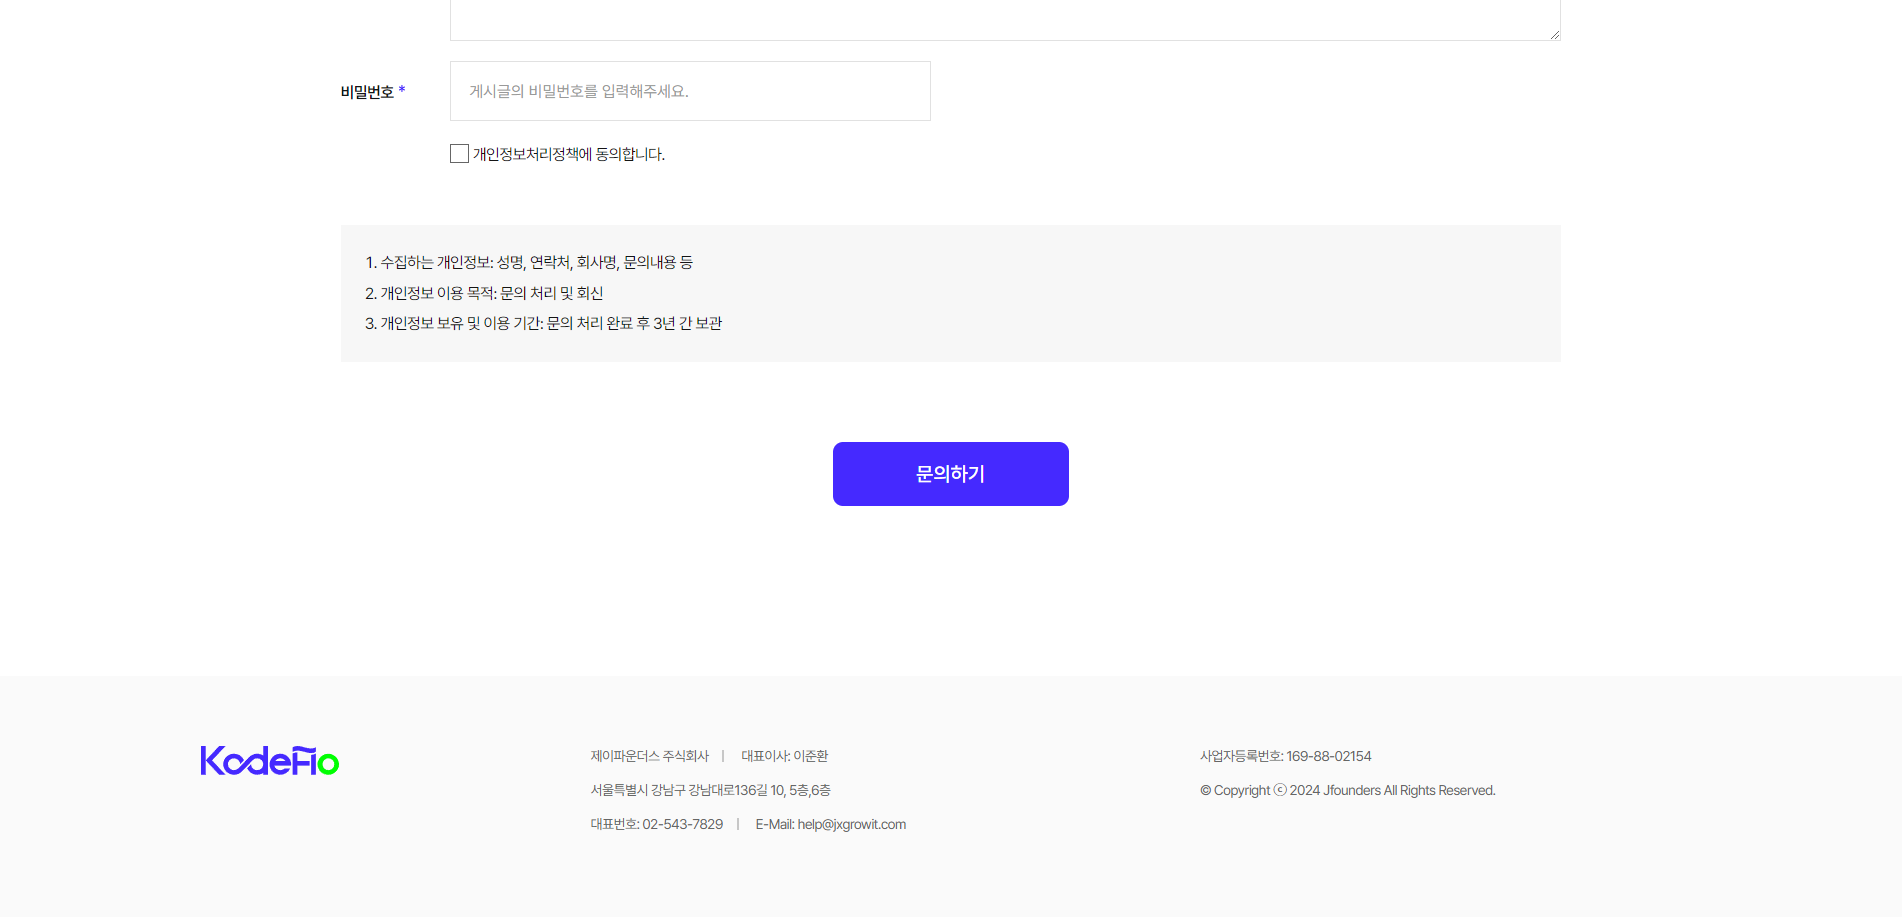 비밀번호 *
게시글의 비밀번호를 입력해주세요.
개인정보처리정책에 동의합니다.
1. 수집하는 개인정보: 성명, 연락처, 회사명, 문의내용 등
2. 개인정보 이용 목적: 문의 처리 및 회신
3. 개인정보 보유 및 이용 기간: 문의 처리 완료 후 3년 간 보관
문의하기
KodeFio
제이파운더스 주식회사 | 대표이사: 이준환
서울특별시 강남구 강남대로136길 10, 5층,6층
대표번호: 02-543-7829 | E-Mail: help@jxgrowit.com
사업자등록번호: 169-88-02154
© Copyright ⓒ 2024 Jfounders All Rights Reserved.